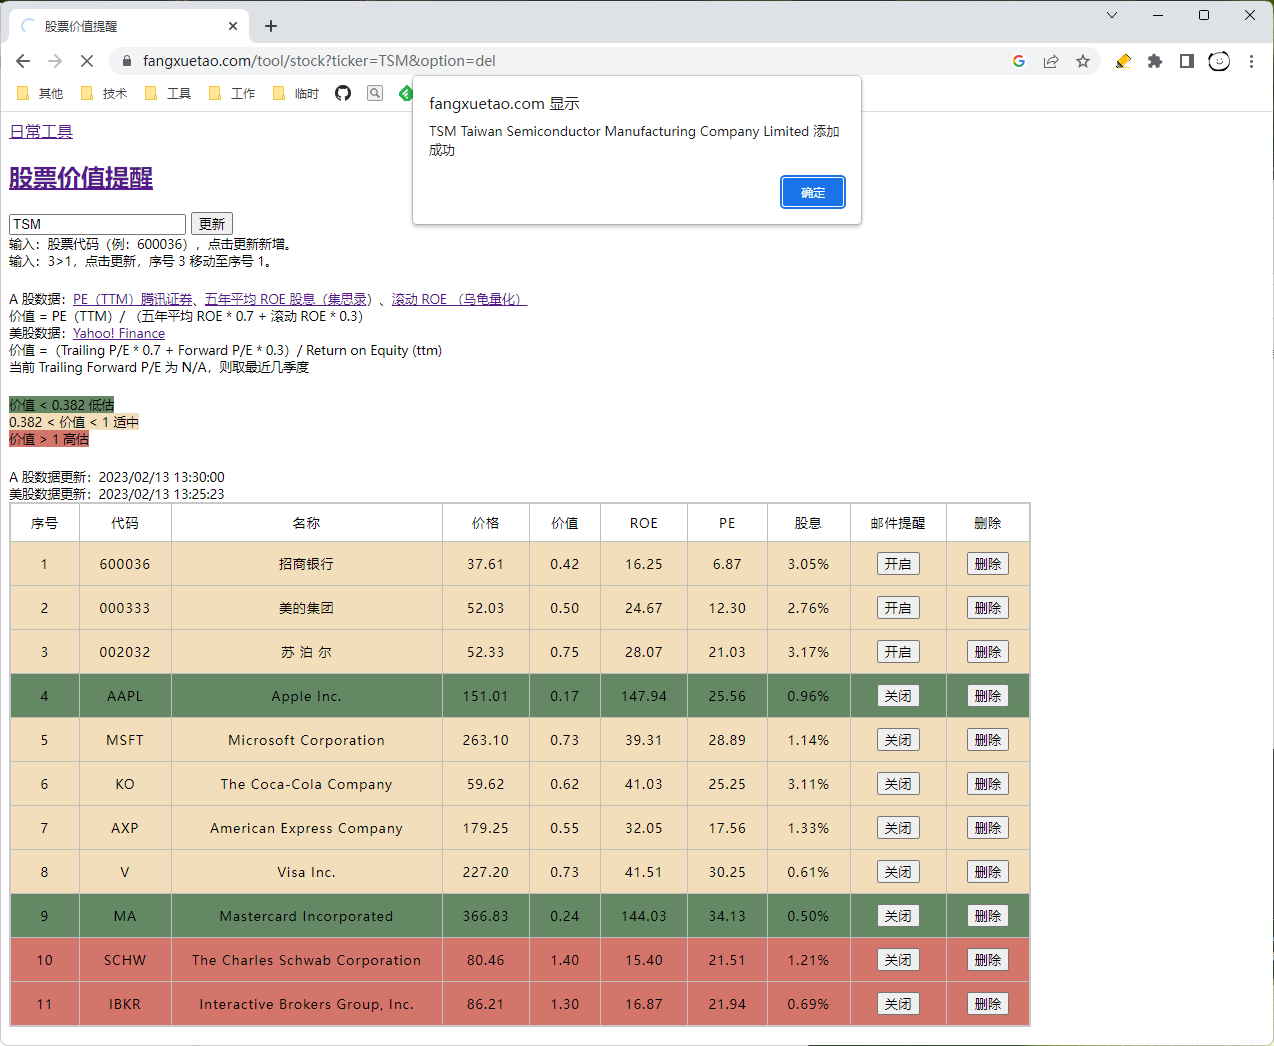 股票价值提醒
fangxuetao.com/tool/stock?ticker=TSM&option=del
其他 技术 工具 工作 临时
fangxuetao.com 显示
TSM Taiwan Semiconductor Manufacturing Company Limited 添加
成功
确定
日常工具
股票价值提醒
TSM 更新
输入：股票代码（例：600036），点击更新新增。
输入：3>1，点击更新，序号 3 移动至序号 1。
A 股数据：PE（TTM）腾讯证券、五年平均 ROE 股息（集思录）、滚动 ROE （乌龟量化）
价值 = PE（TTM）/ （五年平均 ROE * 0.7 + 滚动 ROE * 0.3）
美股数据：Yahoo! Finance
价值 =（Trailing P/E * 0.7 + Forward P/E * 0.3）/ Return on Equity (ttm)
当前 Trailing Forward P/E 为 N/A，则取最近几季度
价值 < 0.382 低估
0.382 < 价值 < 1 适中
价值 > 1 高估
A 股数据更新：2023/02/13 13:30:00
美股数据更新：2023/02/13 13:25:23
序号 代码 名称 价格 价值 ROE PE 股息 邮件提醒 删除
1 600036 招商银行 37.61 0.42 16.25 6.87 3.05% 开启 删除
2 000333 美的集团 52.03 0.50 24.67 12.30 2.76% 开启 删除
3 002032 苏 泊 尔 52.33 0.75 28.07 21.03 3.17% 开启 删除
4 AAPL Apple Inc. 151.01 0.17 147.94 25.56 0.96% 关闭 删除
5 MSFT Microsoft Corporation 263.10 0.73 39.31 28.89 1.14% 关闭 删除
6 KO The Coca-Cola Company 59.62 0.62 41.03 25.25 3.11% 关闭 删除
7 AXP American Express Company 179.25 0.55 32.05 17.56 1.33% 关闭 删除
8 V Visa Inc. 227.20 0.73 41.51 30.25 0.61% 关闭 删除
9 MA Mastercard Incorporated 366.83 0.24 144.03 34.13 0.50% 关闭 删除
10 SCHW The Charles Schwab Corporation 80.46 1.40 15.40 21.51 1.21% 关闭 删除
11 IBKR Interactive Brokers Group, Inc. 86.21 1.30 16.87 21.94 0.69% 关闭 删除